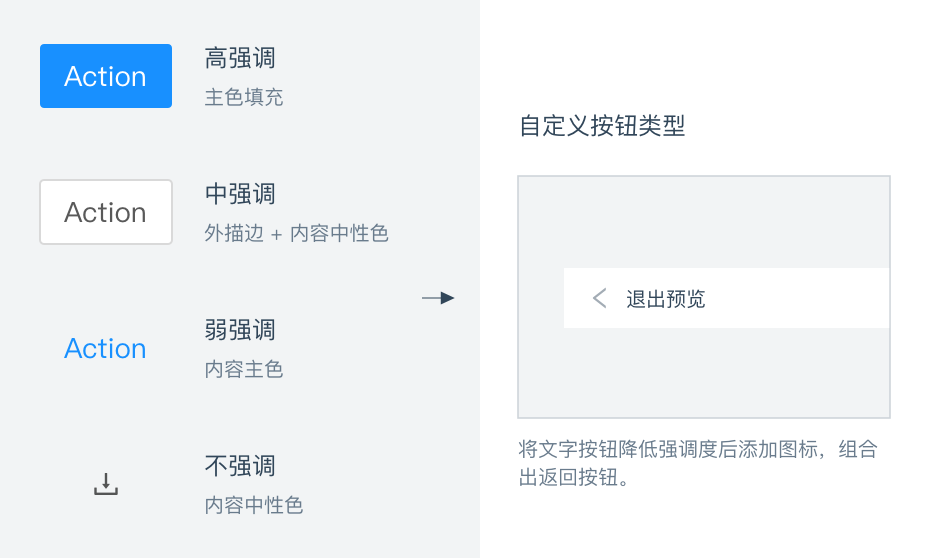 Action
高强调
主色填充
Action
中强调
外描边 + 内容中性色
Action
弱强调
内容主色
不强调
内容中性色
自定义按钮类型
退出预览
将文字按钮降低强调度后添加图标，组合
出返回按钮。